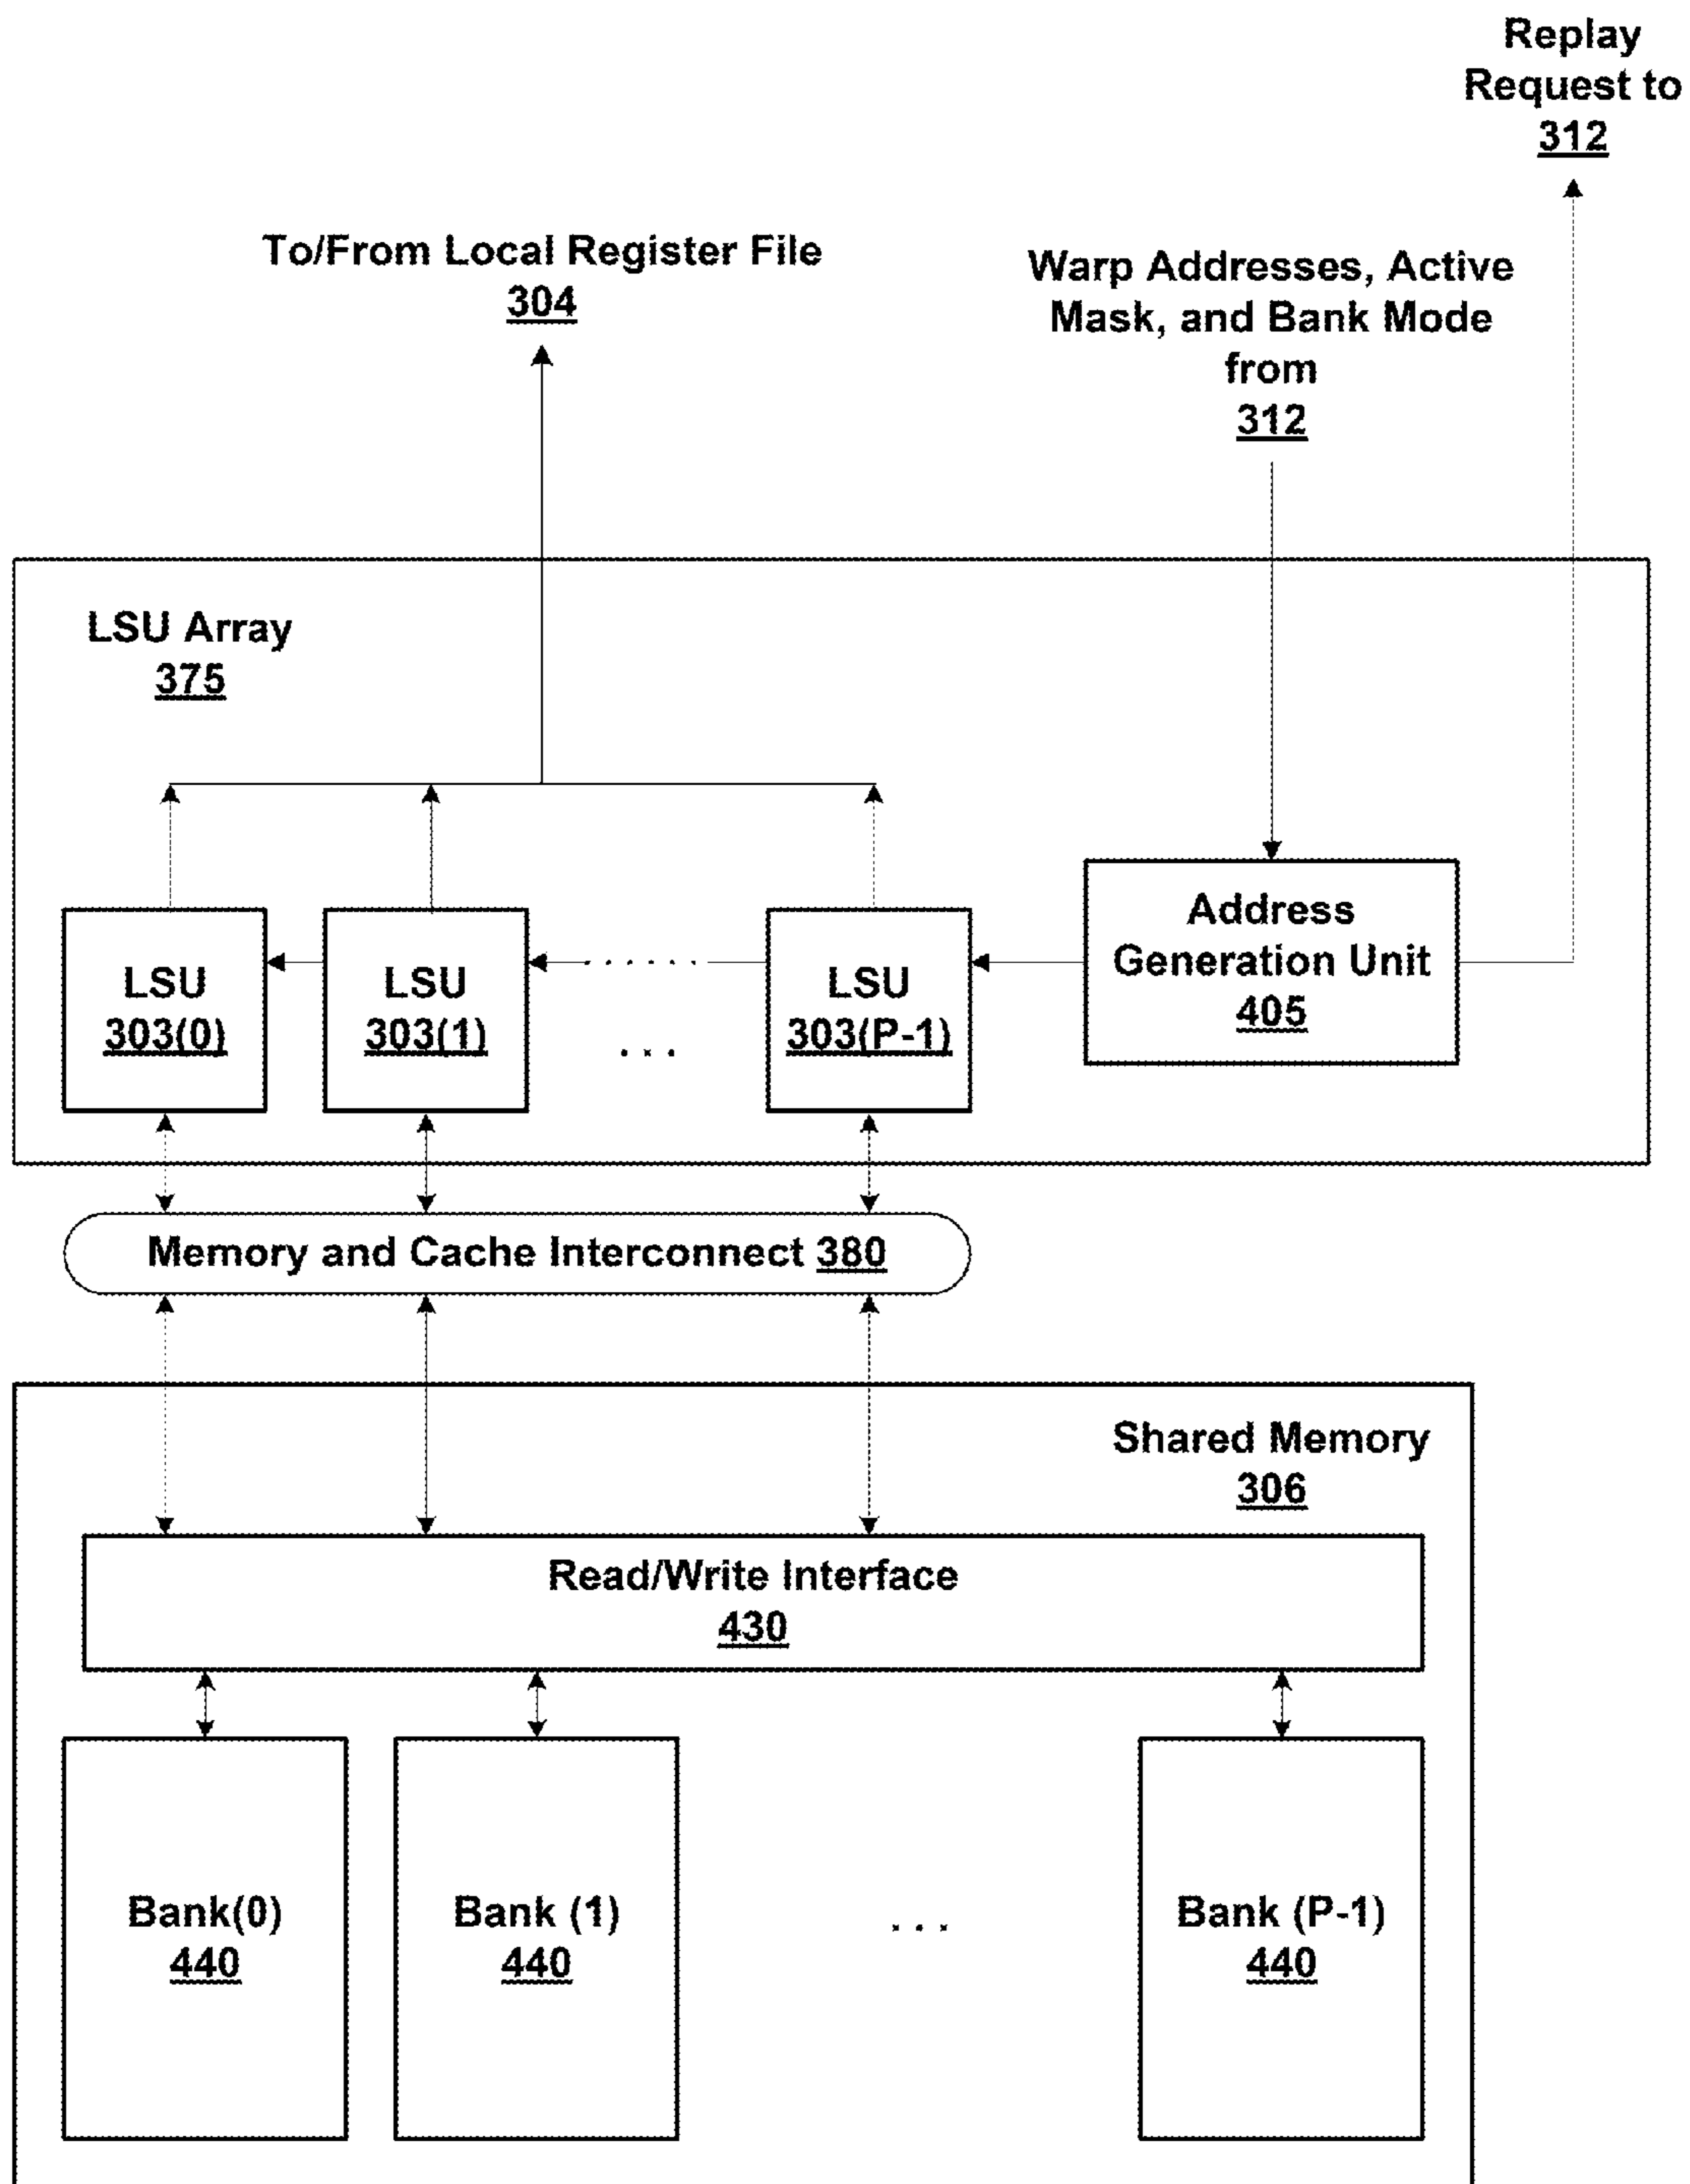 Replay
Request to
312
To/From Local Register File
304
Warp Addresses, Active
Mask, and Bank Mode
from
312
LSU Array
375
LSU
303(0)
LSU
303(1)
. . .
LSU
303(P-1)
Address
Generation Unit
405
Memory and Cache Interconnect 380
Shared Memory
306
Read/Write Interface
430
Bank(0)
440
Bank (1)
440
. . .
Bank (P-1)
440